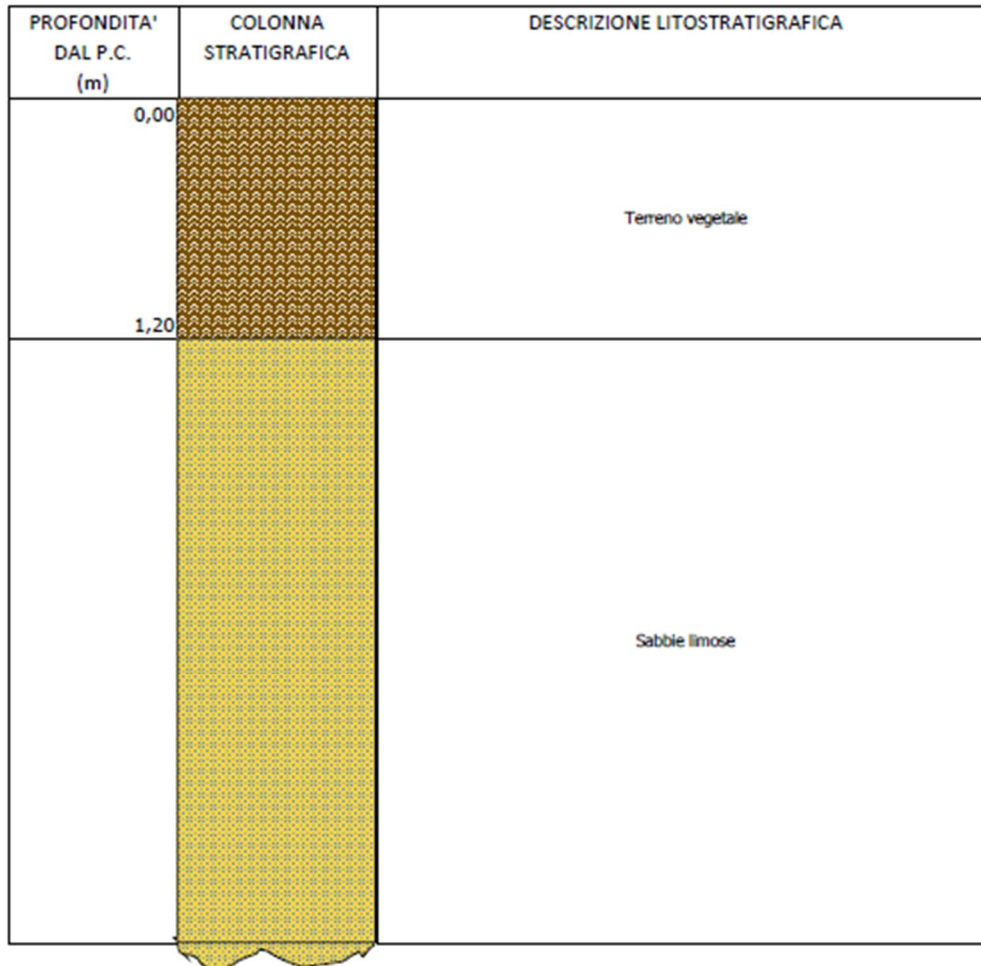 PROFONDITA'
DAL P.C.
(m)
COLONNA
STRATIGRAFICA
DESCRIZIONE LITOSTRATIGRAFICA
0,00
Terreno vegetale
1,20
Sabbie limose